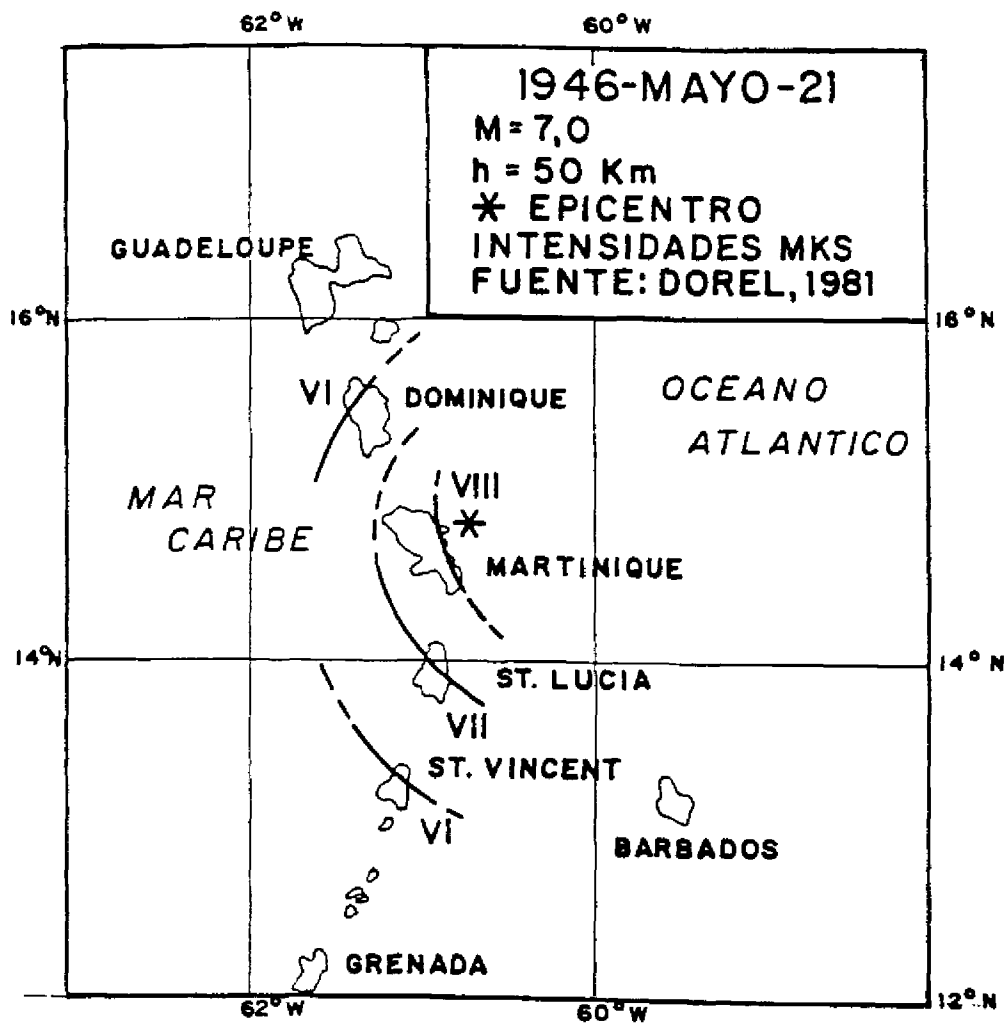 62°W 60°W
1946-MAYO-21
M=7,0
h = 50 Km
* EPICENTRO
INTENSIDADES MKS
FUENTE: DOREL, 1981
GUADELOUPE
16°N 16°N
VI DOMINIQUE
OCEANO
ATLANTICO
VIII
MAR
CARIBE
MARTINIQUE
14°N 14°N
ST. LUCIA
VII
ST. VINCENT
VI
BARBADOS
GRENADA
62°W 60°W 12°N